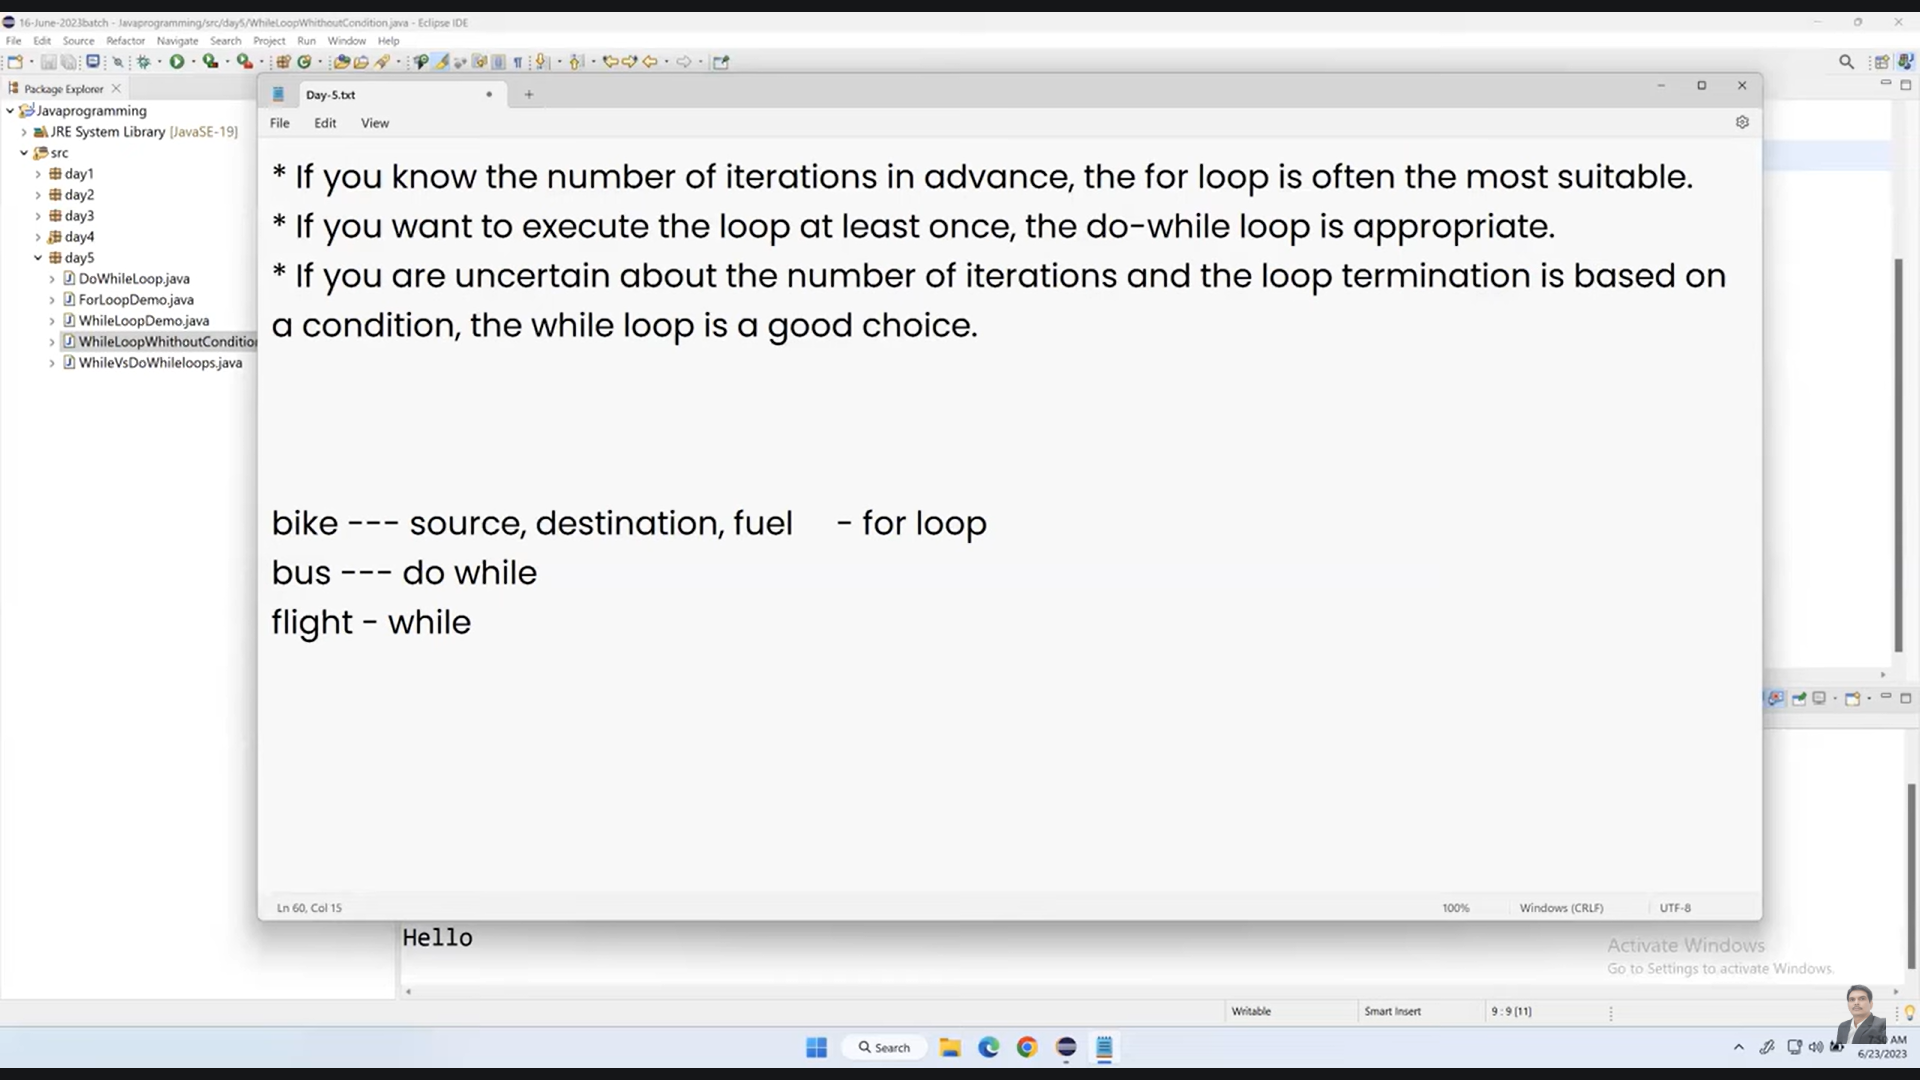 16-June-2023batch - Javaprogramming/src/day5/WhileLoopWhithoutCondition.java - Eclipse IDE
File Edit Source Refactor Navigate Search Project Run Window Help
Package Explorer
Javaprogramming
JRE System Library [JavaSE-19]
src
day1
day2
day3
day4
day5
DoWhileLoop.java
ForLoopDemo.java
WhileLoopDemo.java
WhileLoopWhithoutCondition
WhileVsDoWhileloops.java
Day-5.txt
File Edit View
* If you know the number of iterations in advance, the for loop is often the most suitable.
* If you want to execute the loop at least once, the do-while loop is appropriate.
* If you are uncertain about the number of iterations and the loop termination is based on
a condition, the while loop is a good choice.
bike --- source, destination, fuel - for loop
bus --- do while
flight - while
Ln 60, Col 15 100% Windows (CRLF) UTF-8
Hello
Activate Windows
Go to Settings to activate Windows.
Writable Smart Insert 9 : 9 [11]
Search
AM
6/23/2023